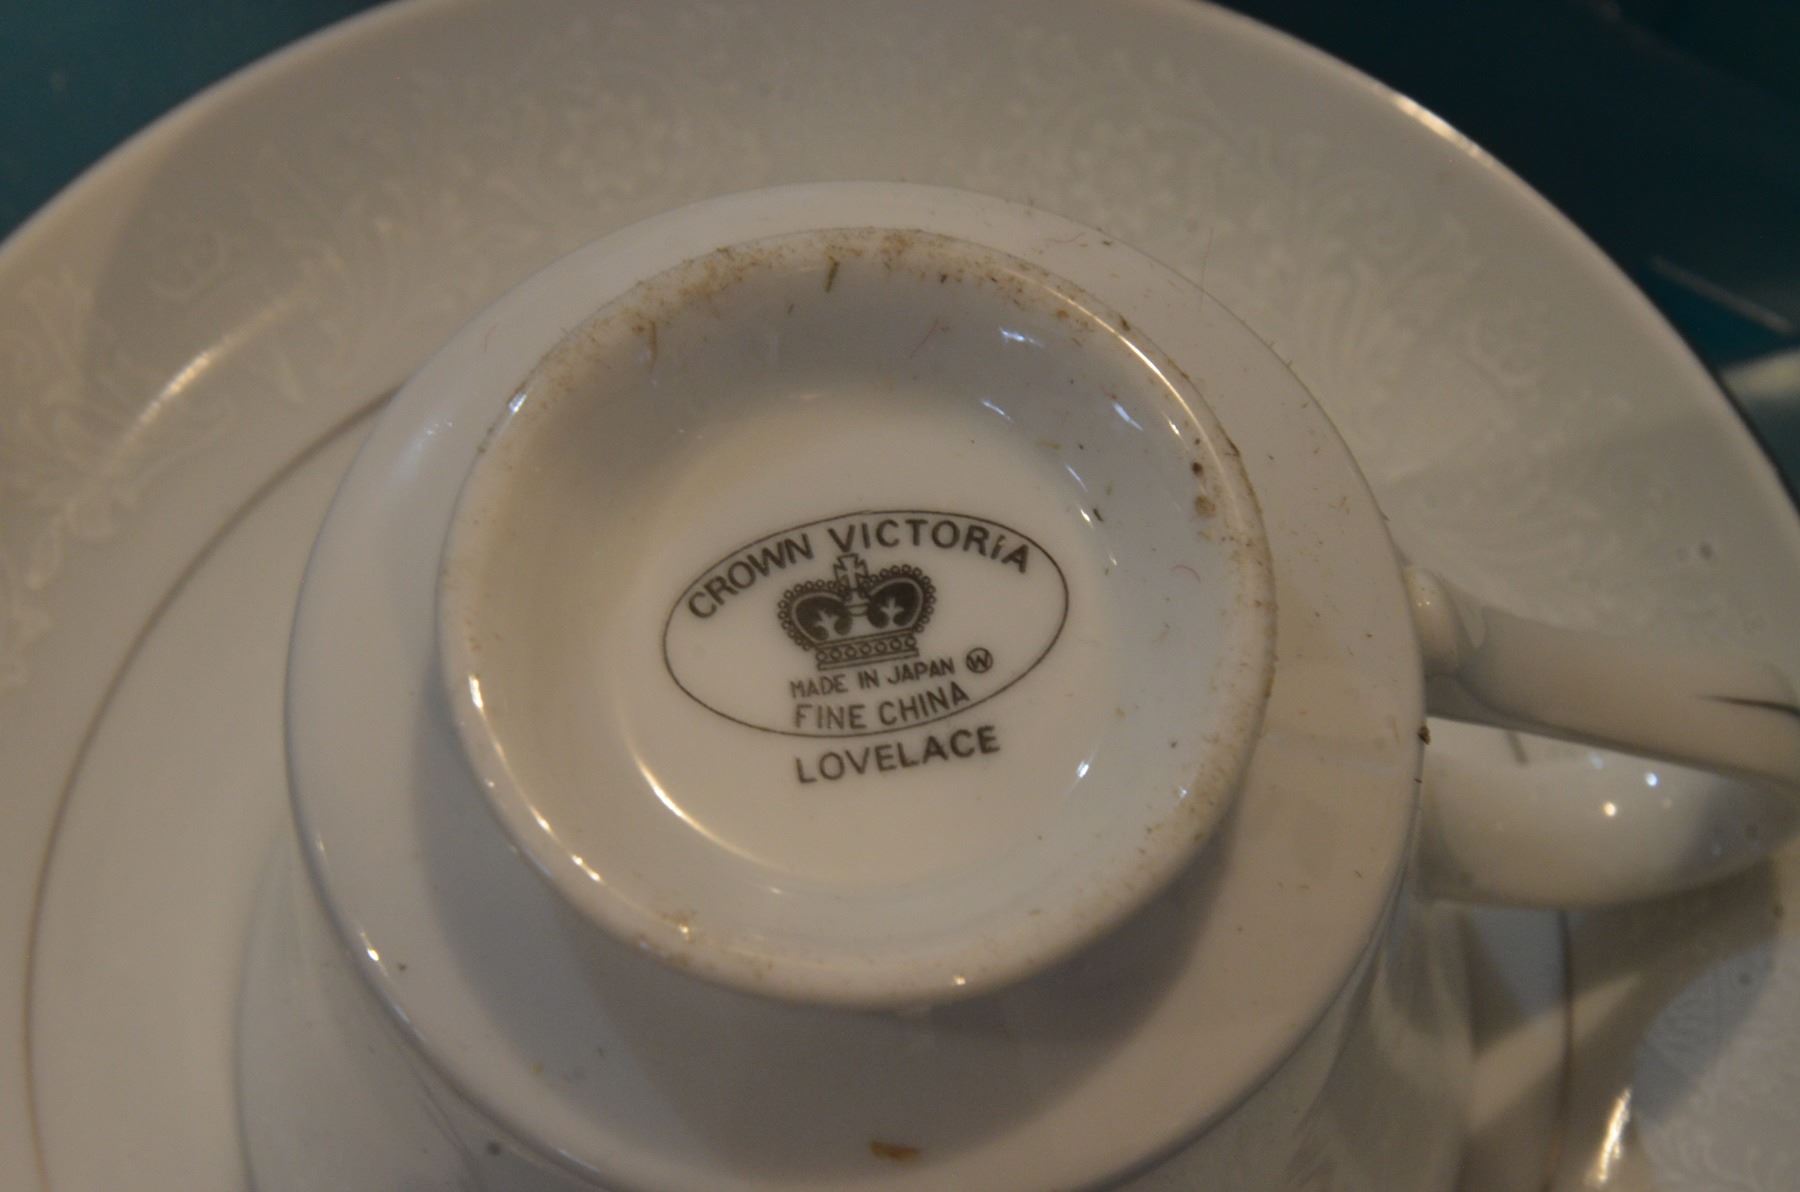 CROWN VICTORiA
MADE IN JAPAN W
FINE CHINA
LOVELACE